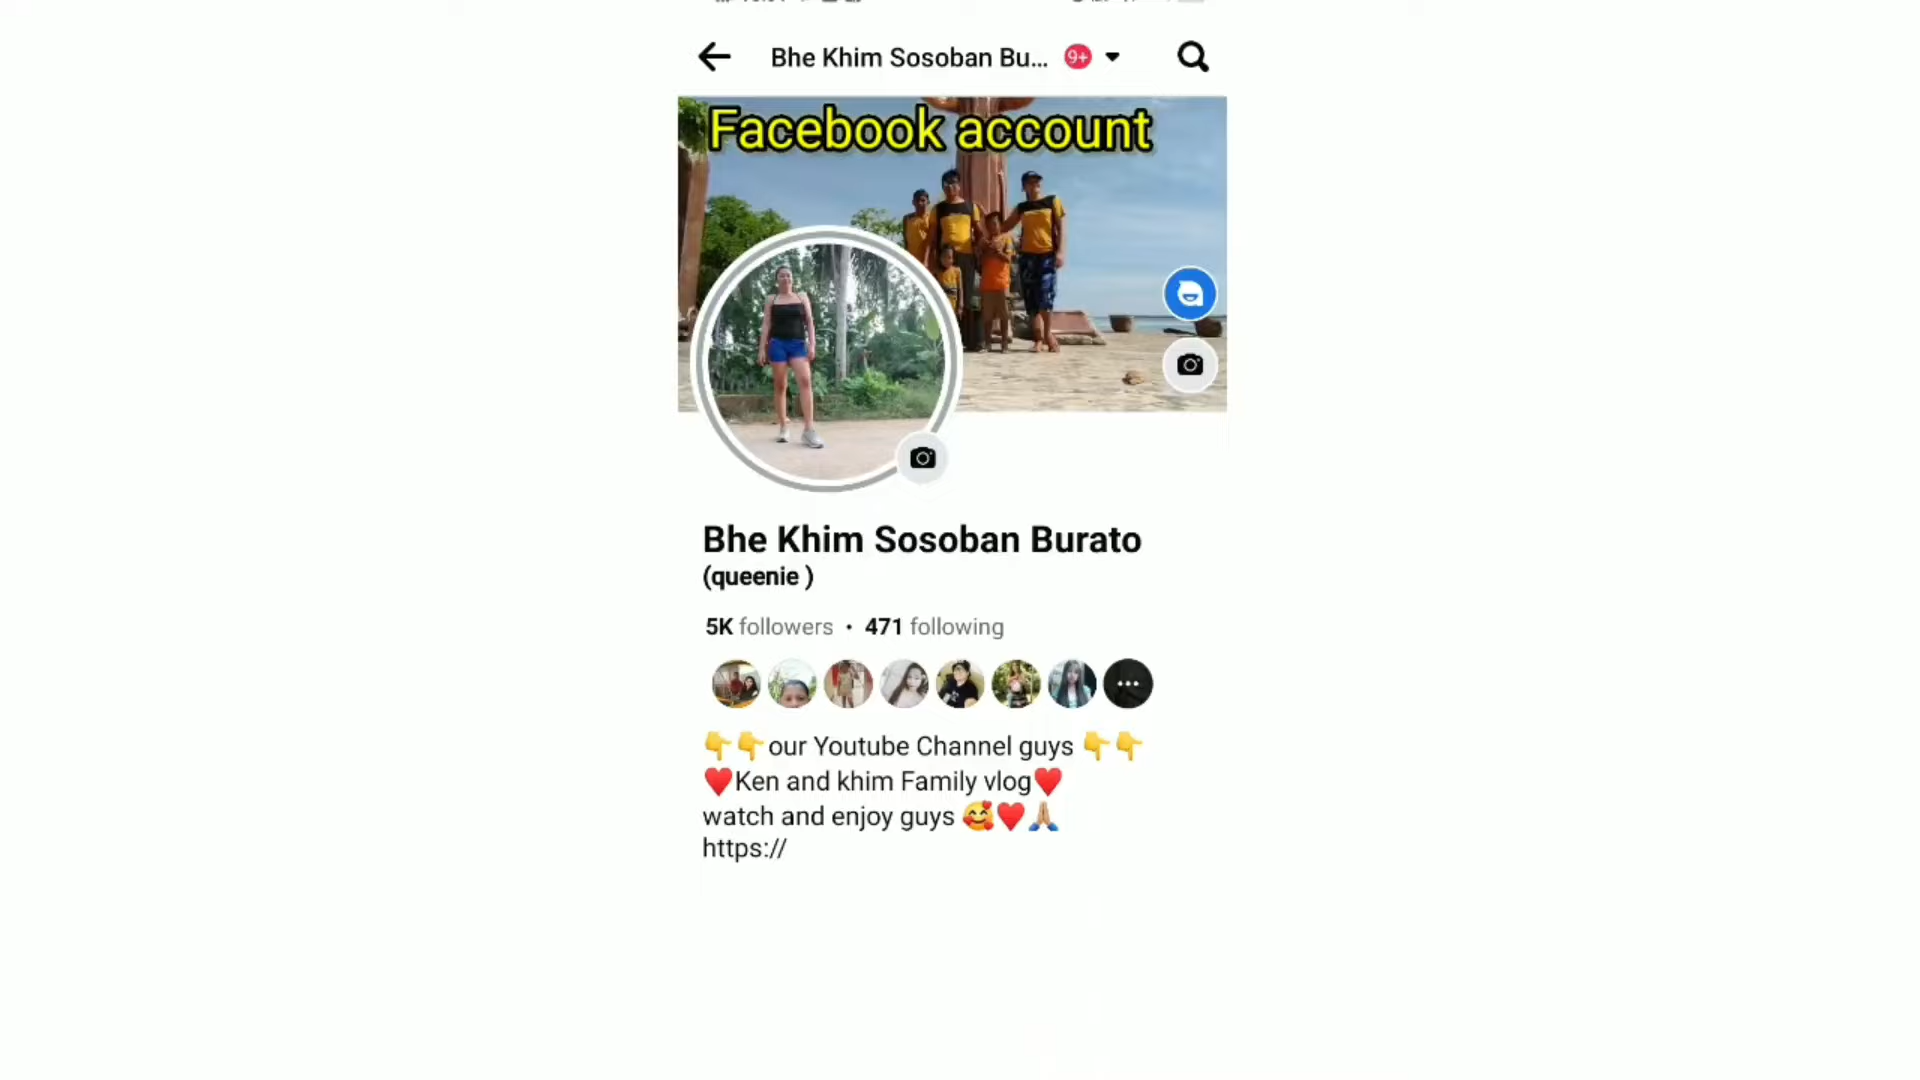 Bhe Khim Sosoban Bu... 9+
Facebook account
Bhe Khim Sosoban Burato
(queenie )
5K followers • 471 following
👇👇our Youtube Channel guys 👇👇
♥️Ken and khim Family vlog♥️
watch and enjoy guys 🥰♥️🙏🏽
https://